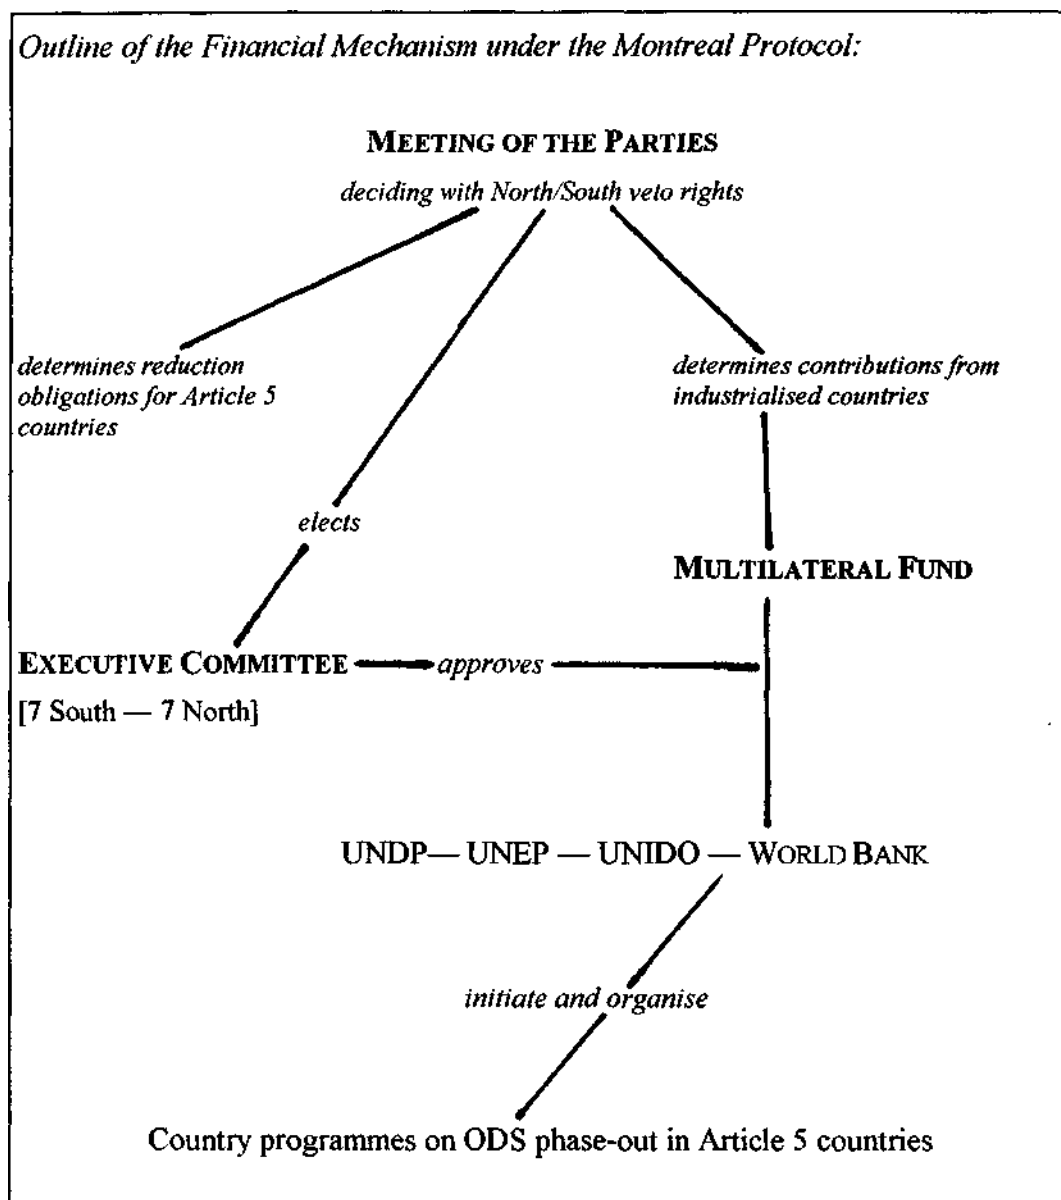 Outline of the Financial Mechanism under the Montreal Protocol:
MEETING OF THE PARTIES
deciding with North/South veto rights
determines reduction
obligations for Article 5
countries
determines contributions from
industrialised countries
elects
MULTILATERAL FUND
EXECUTIVE COMMITTEE
approves
[7 South — 7 North]
UNDP— UNEP — UNIDO — WORLD BANK
initiate and organise
Country programmes on ODS phase-out in Article 5 countries